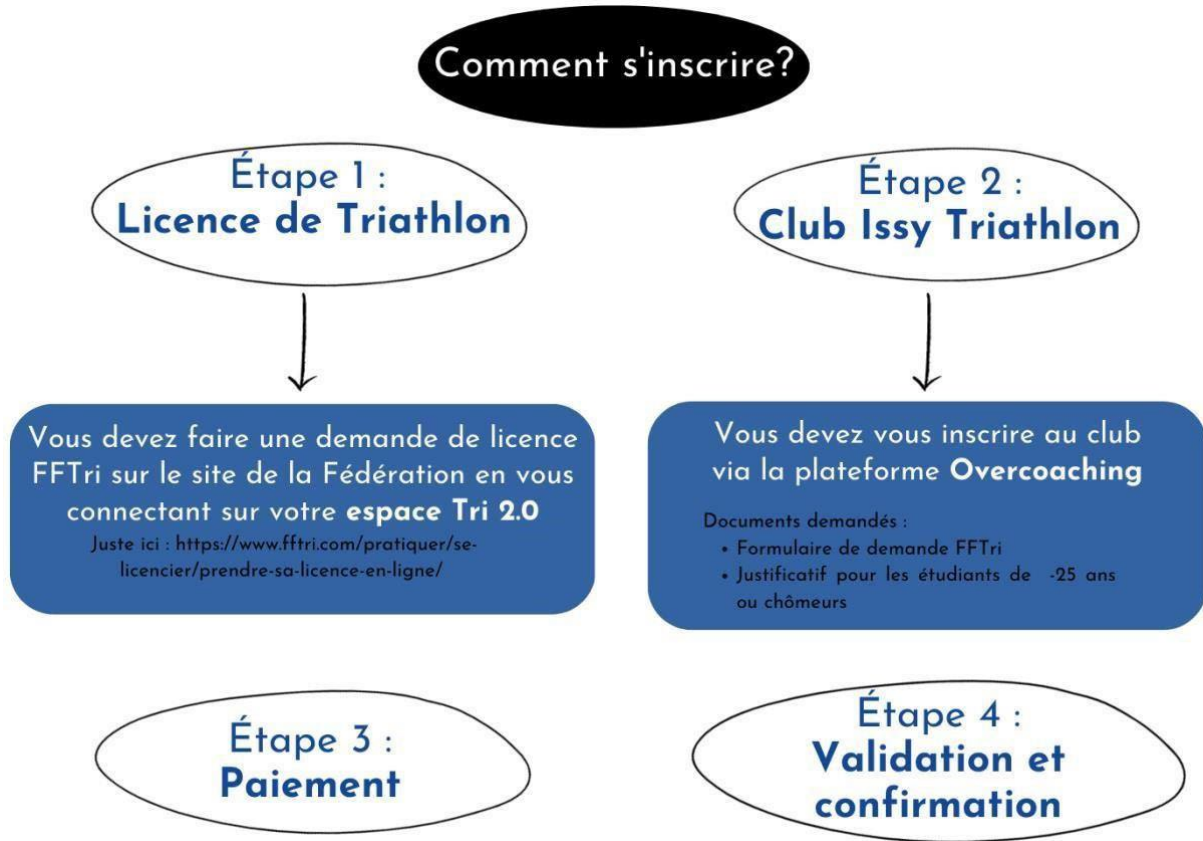 Comment s'inscrire?
Étape 1 :
Licence de Triathlon
Étape 2 :
Club Issy Triathlon
Vous devez faire une demande de licence
FFTri sur le site de la Fédération en vous
connectant sur votre espace Tri 2.0
Juste ici : https://www.fftri.com/pratiquer/se-
licencier/prendre-sa-licence-en-ligne/
Vous devez vous inscrire au club
via la plateforme Overcoaching
Documents demandés :
• Formulaire de demande FFTri
• Justificatif pour les étudiants de -25 ans
ou chômeurs
Étape 3 :
Paiement
Étape 4 :
Validation et
confirmation